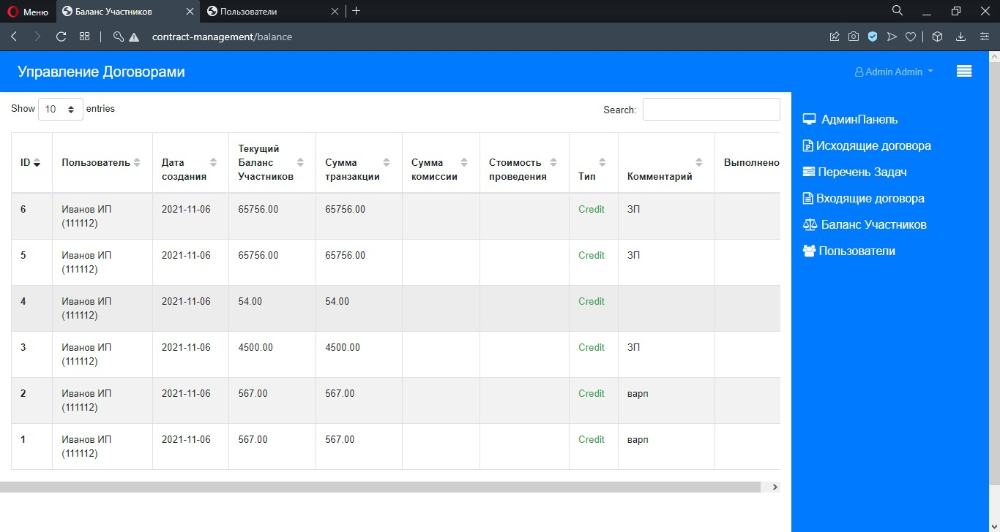 Меню
Баланс Участников
Пользователи
contract-management/balance
Управление Договорами
Admin Admin
Show 10 entries
Search:
ID Пользователь Дата создания Текущий Баланс Участников Сумма транзакции Сумма комиссии Стоимость проведения Тип Комментарий Выполнено
6 Иванов ИП (111112) 2021-11-06 65756.00 65756.00 Credit ЗП
5 Иванов ИП (111112) 2021-11-06 65756.00 65756.00 Credit ЗП
4 Иванов ИП (111112) 2021-11-06 54.00 54.00 Credit
3 Иванов ИП (111112) 2021-11-06 4500.00 4500.00 Credit ЗП
2 Иванов ИП (111112) 2021-11-06 567.00 567.00 Credit варп
1 Иванов ИП (111112) 2021-11-06 567.00 567.00 Credit варп
АдминПанель
Исходящие договора
Перечень Задач
Входящие договора
Баланс Участников
Пользователи